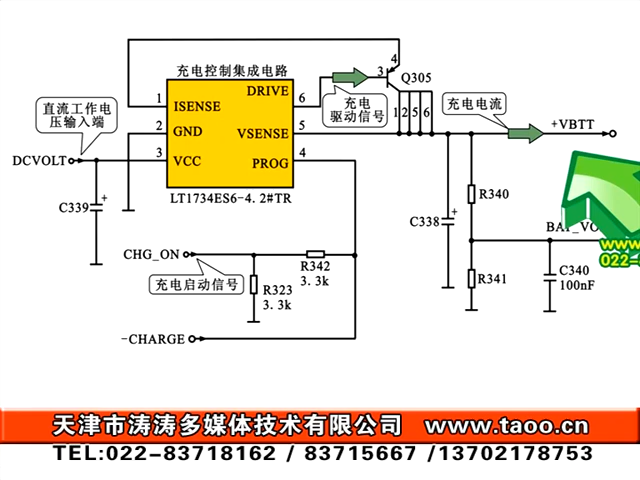 充电控制集成电路
4
3
Q305
DRIVE
6
1
ISENSE
充电
驱动信号
1 2 5 6
充电电流
+VBTT
直流工作电
压输入端
2
GND
VSENSE
5
DCVOLT
3
VCC
PROG
4
LT1734ES6-4.2#TR
C339
+
C338
+
R340
BAT_VO
www.
022-8
CHG_ON
R342
3.3k
充电启动信号
R323
3.3k
R341
C340
100nF
-CHARGE
天津市涛涛多媒体技术有限公司 www.taoo.cn
TEL:022-83718162 / 83715667 /13702178753